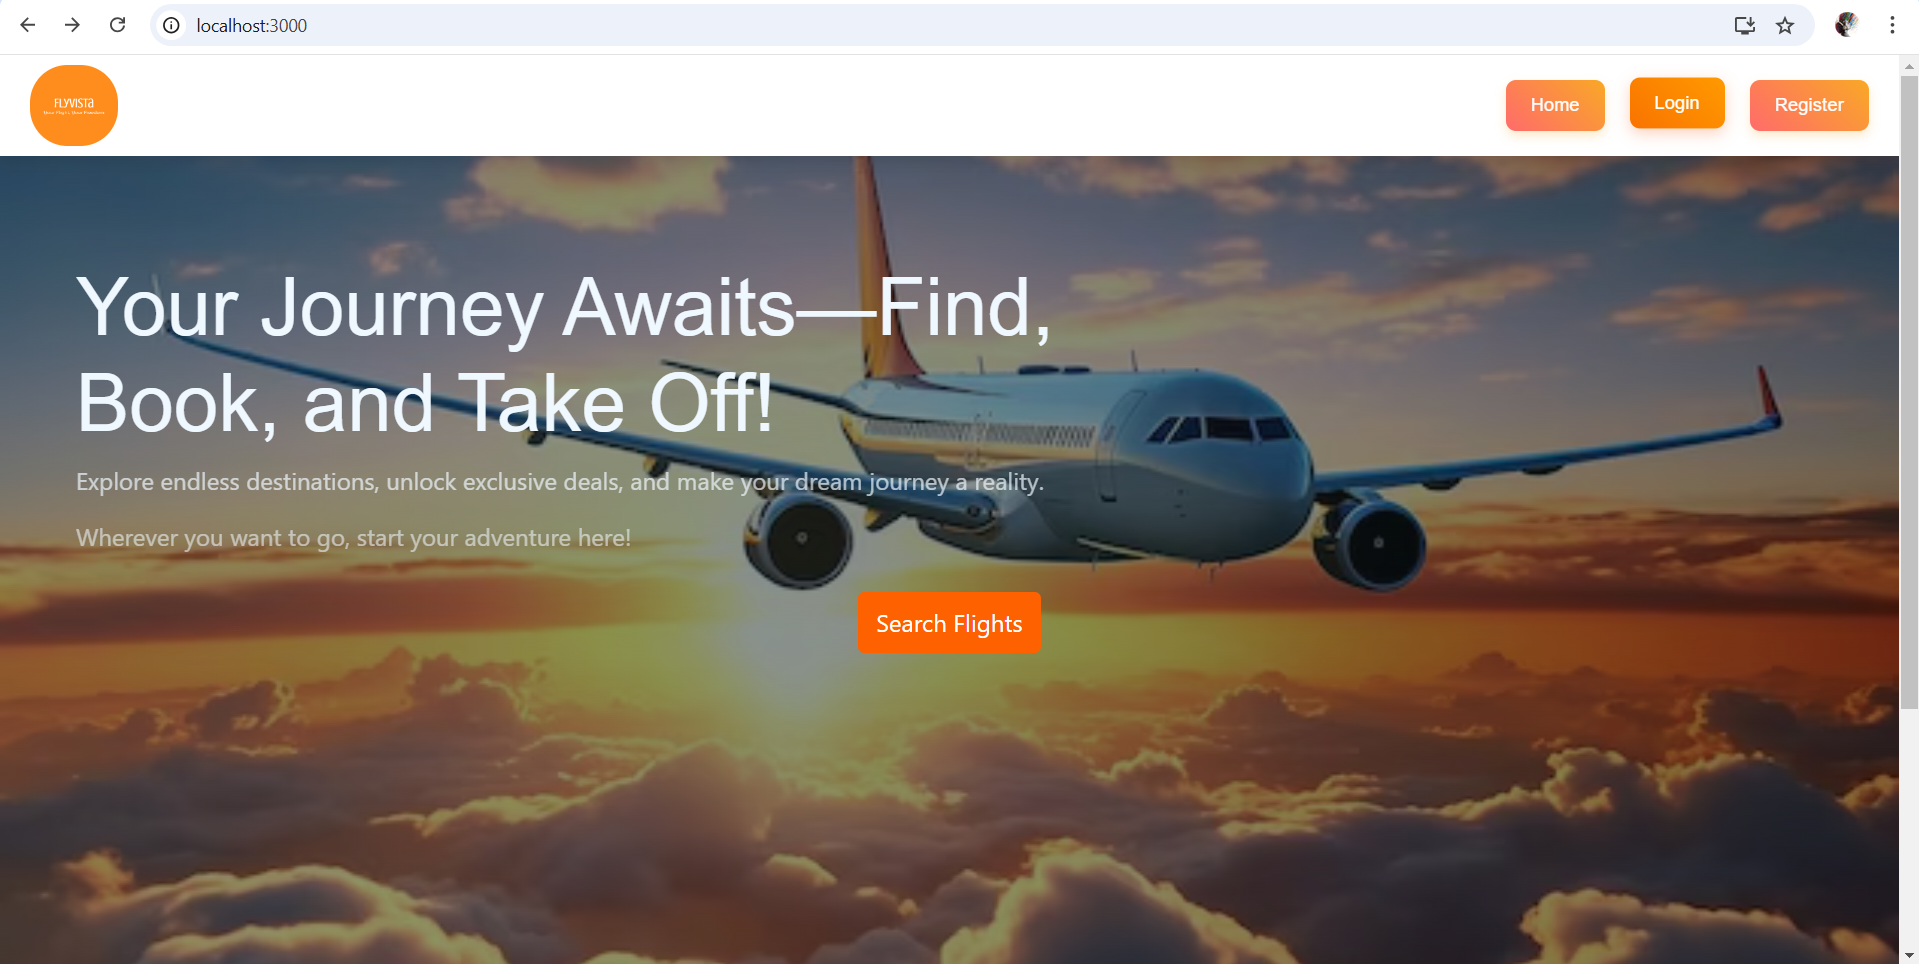 localhost:3000
FLYVISTA
Home
Login
Register
Your Journey Awaits—Find,
Book, and Take Off!
Explore endless destinations, unlock exclusive deals, and make your dream journey a reality.
Wherever you want to go, start your adventure here!
Search Flights